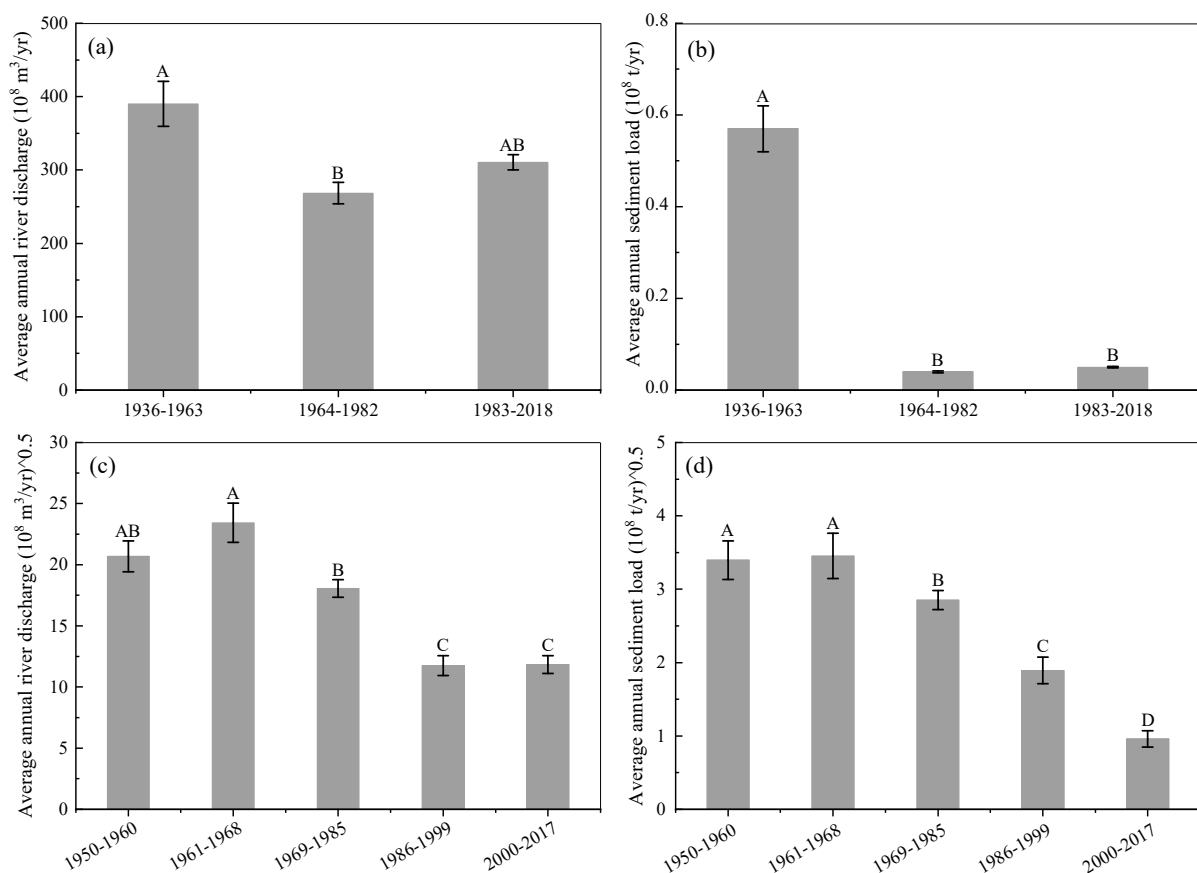 (a)
Average annual river discharge (10⁸ m³/yr)
500
400
300
200
100
0
A
B
AB
1936-1963
1964-1982
1983-2018
(b)
Average annual sediment load (10⁸ t/yr)
0.8
0.6
0.4
0.2
0.0
A
B
B
1936-1963
1964-1982
1983-2018
(c)
Average annual river discharge (10⁸ m³/yr)^0.5
30
25
20
15
10
5
0
AB
A
B
C
C
1950-1960
1961-1968
1969-1985
1986-1999
2000-2017
(d)
Average annual sediment load (10⁸ t/yr)^0.5
5
4
3
2
1
0
A
A
B
C
D
1950-1960
1961-1968
1969-1985
1986-1999
2000-2017